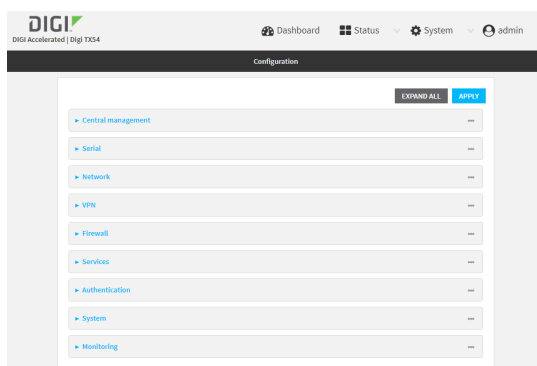 DIGI
DIGI Accelerated | Digi TX54
Dashboard Status System admin
Configuration
EXPAND ALL APPLY
Central management
Serial
Network
VPN
Firewall
Services
Authentication
System
Monitoring